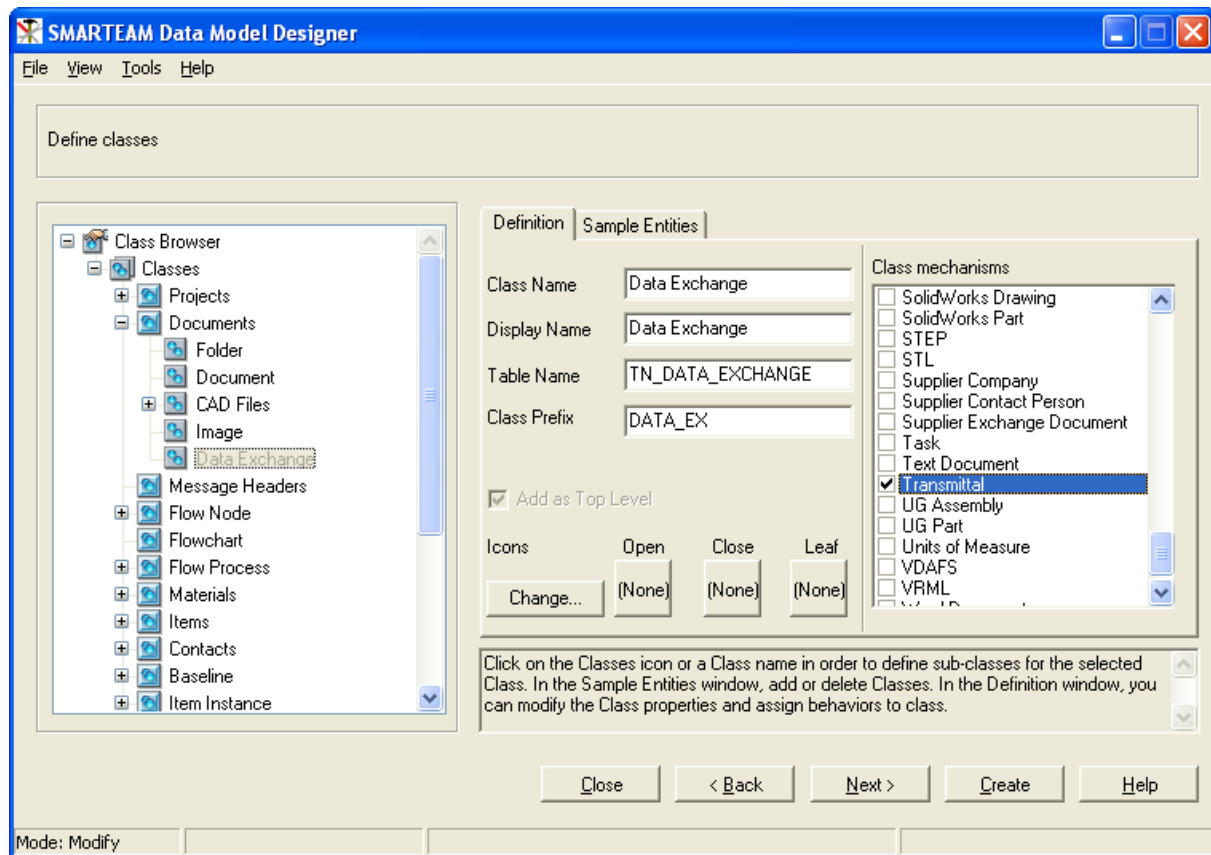 SMARTEAM Data Model Designer
File View Tools Help
Define classes
Class Browser
Classes
Projects
Documents
Folder
Document
CAD Files
Image
Data Exchange
Message Headers
Flow Node
Flowchart
Flow Process
Materials
Items
Contacts
Baseline
Item Instance
Definition
Sample Entities
Class Name
Data Exchange
Display Name
Data Exchange
Table Name
TN_DATA_EXCHANGE
Class Prefix
DATA_EX
Add as Top Level
Icons
Open
Close
Leaf
Change...
(None)
(None)
(None)
Class mechanisms
SolidWorks Drawing
SolidWorks Part
STEP
STL
Supplier Company
Supplier Contact Person
Supplier Exchange Document
Task
Text Document
Transmittal
UG Assembly
UG Part
Units of Measure
VDAFS
VRML
Click on the Classes icon or a Class name in order to define sub-classes for the selected
Class. In the Sample Entities window, add or delete Classes. In the Definition window, you
can modify the Class properties and assign behaviors to class.
Close
< Back
Next >
Create
Help
Mode: Modify